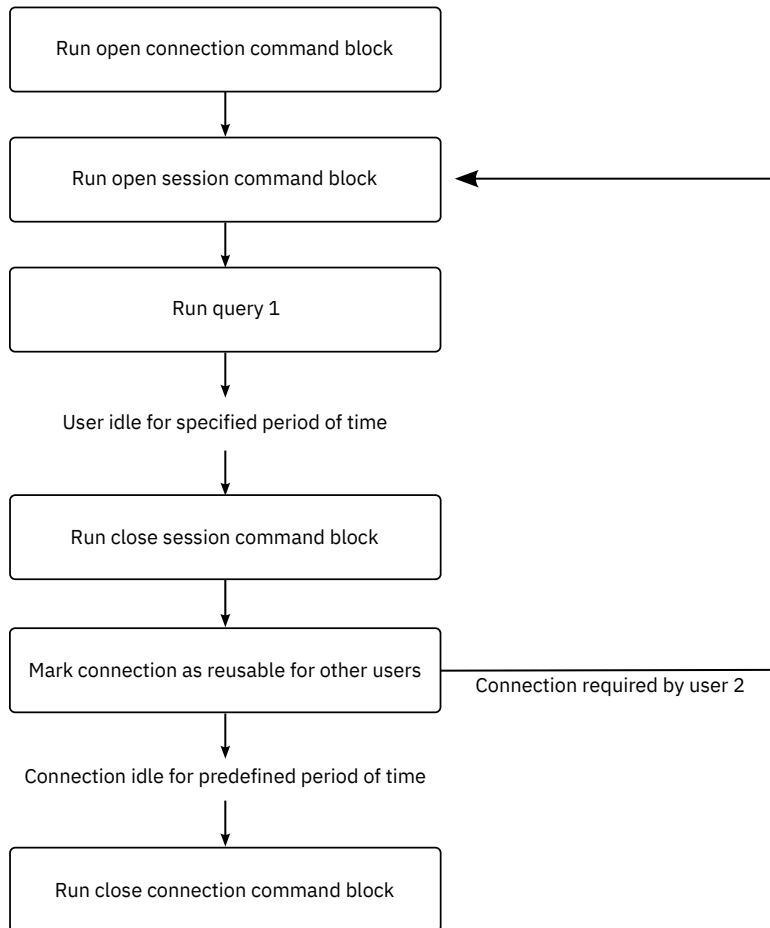 Run open connection command block
Run open session command block
Run query 1
User idle for specified period of time
Run close session command block
Mark connection as reusable for other users
Connection required by user 2
Connection idle for predefined period of time
Run close connection command block